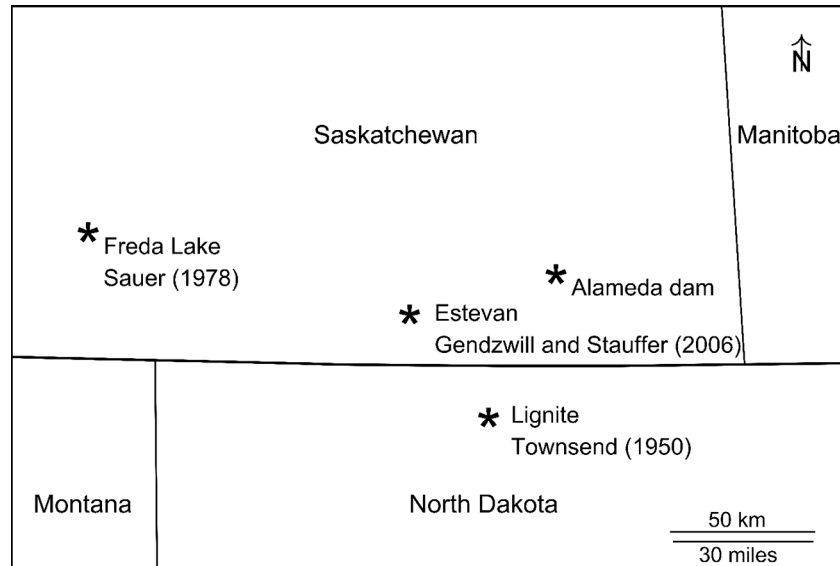 N
Saskatchewan
Manitoba
Freda Lake
Sauer (1978)
Alameda dam
Estevan
Gendzwill and Stauffer (2006)
Lignite
Townsend (1950)
Montana
North Dakota
50 km
30 miles